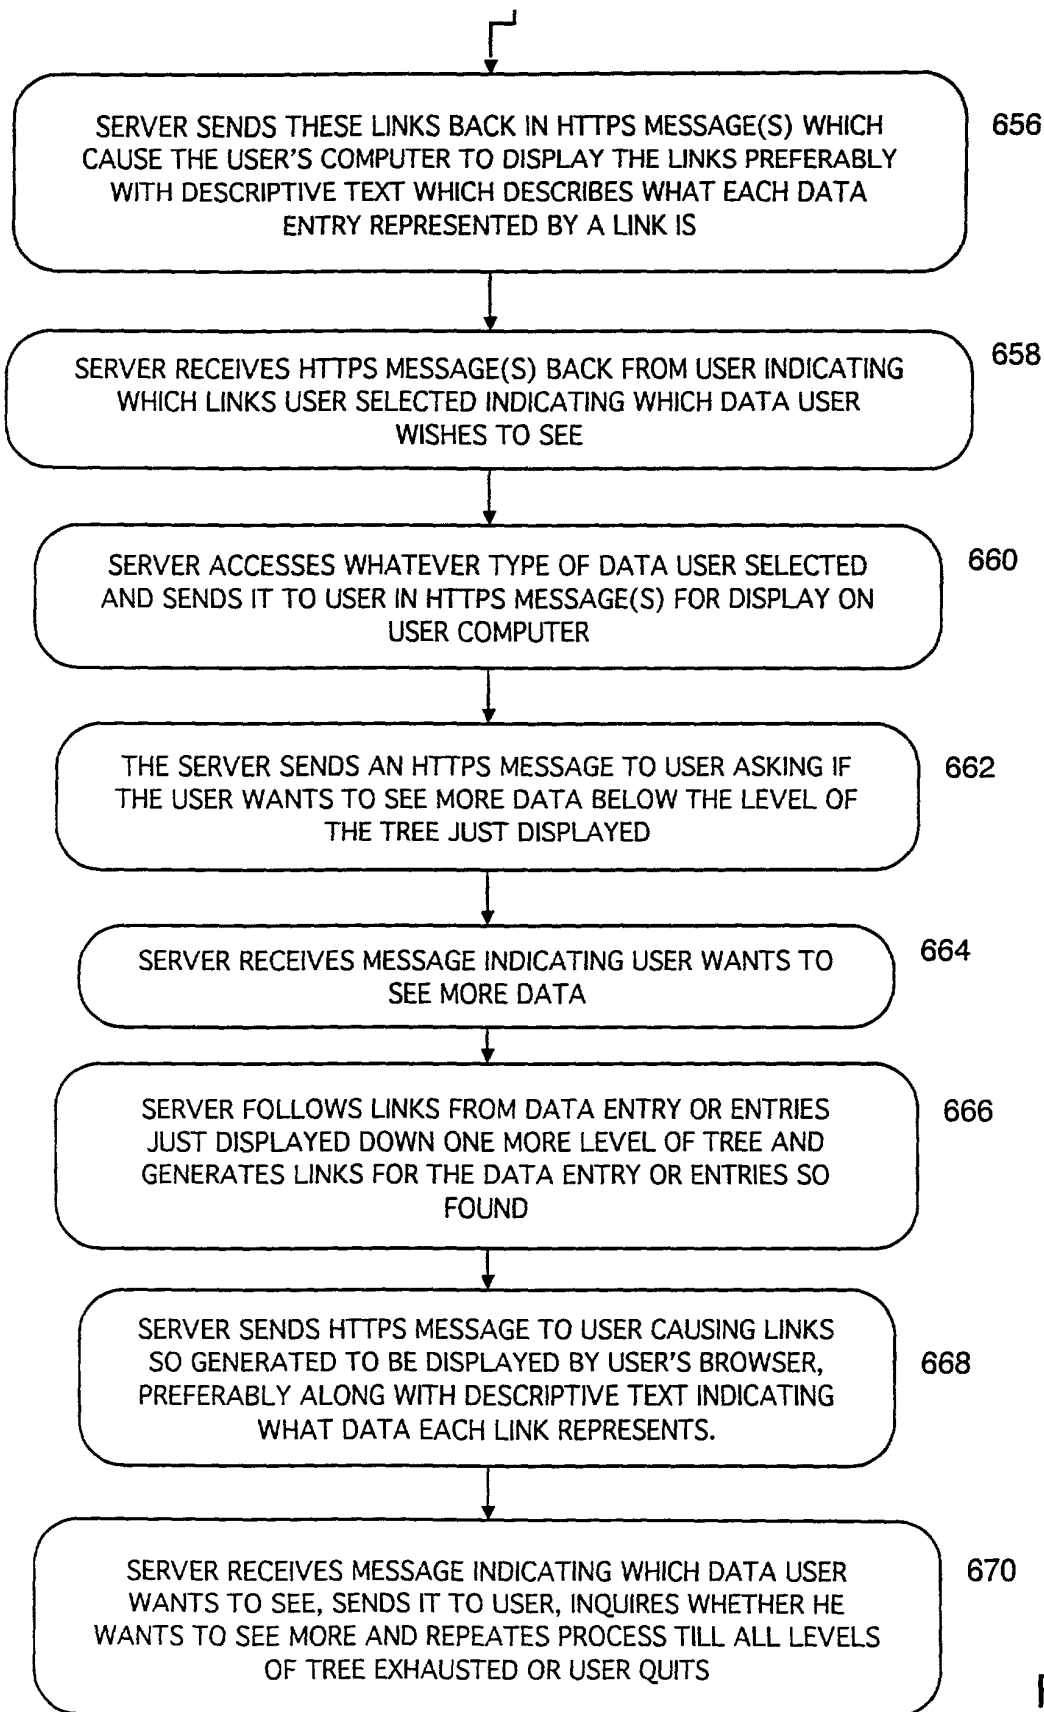 SERVER SENDS THESE LINKS BACK IN HTTPS MESSAGE(S) WHICH
CAUSE THE USER'S COMPUTER TO DISPLAY THE LINKS PREFERABLY
WITH DESCRIPTIVE TEXT WHICH DESCRIBES WHAT EACH DATA
ENTRY REPRESENTED BY A LINK IS
656
SERVER RECEIVES HTTPS MESSAGE(S) BACK FROM USER INDICATING
WHICH LINKS USER SELECTED INDICATING WHICH DATA USER
WISHES TO SEE
658
SERVER ACCESSES WHATEVER TYPE OF DATA USER SELECTED
AND SENDS IT TO USER IN HTTPS MESSAGE(S) FOR DISPLAY ON
USER COMPUTER
660
THE SERVER SENDS AN HTTPS MESSAGE TO USER ASKING IF
THE USER WANTS TO SEE MORE DATA BELOW THE LEVEL OF
THE TREE JUST DISPLAYED
662
SERVER RECEIVES MESSAGE INDICATING USER WANTS TO
SEE MORE DATA
664
SERVER FOLLOWS LINKS FROM DATA ENTRY OR ENTRIES
JUST DISPLAYED DOWN ONE MORE LEVEL OF TREE AND
GENERATES LINKS FOR THE DATA ENTRY OR ENTRIES SO
FOUND
666
SERVER SENDS HTTPS MESSAGE TO USER CAUSING LINKS
SO GENERATED TO BE DISPLAYED BY USER'S BROWSER,
PREFERABLY ALONG WITH DESCRIPTIVE TEXT INDICATING
WHAT DATA EACH LINK REPRESENTS.
668
SERVER RECEIVES MESSAGE INDICATING WHICH DATA USER
WANTS TO SEE, SENDS IT TO USER, INQUIRES WHETHER HE
WANTS TO SEE MORE AND REPEATES PROCESS TILL ALL LEVELS
OF TREE EXHAUSTED OR USER QUITS
670